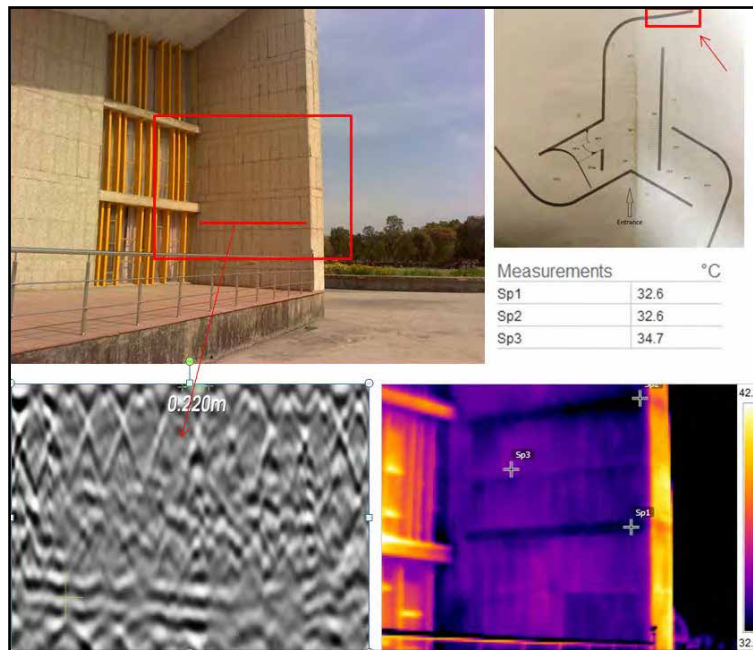 Entrance
Measurements °C
Sp1 32.6
Sp2 32.6
Sp3 34.7
0.220m
42.
Sp3
Sp1
32.